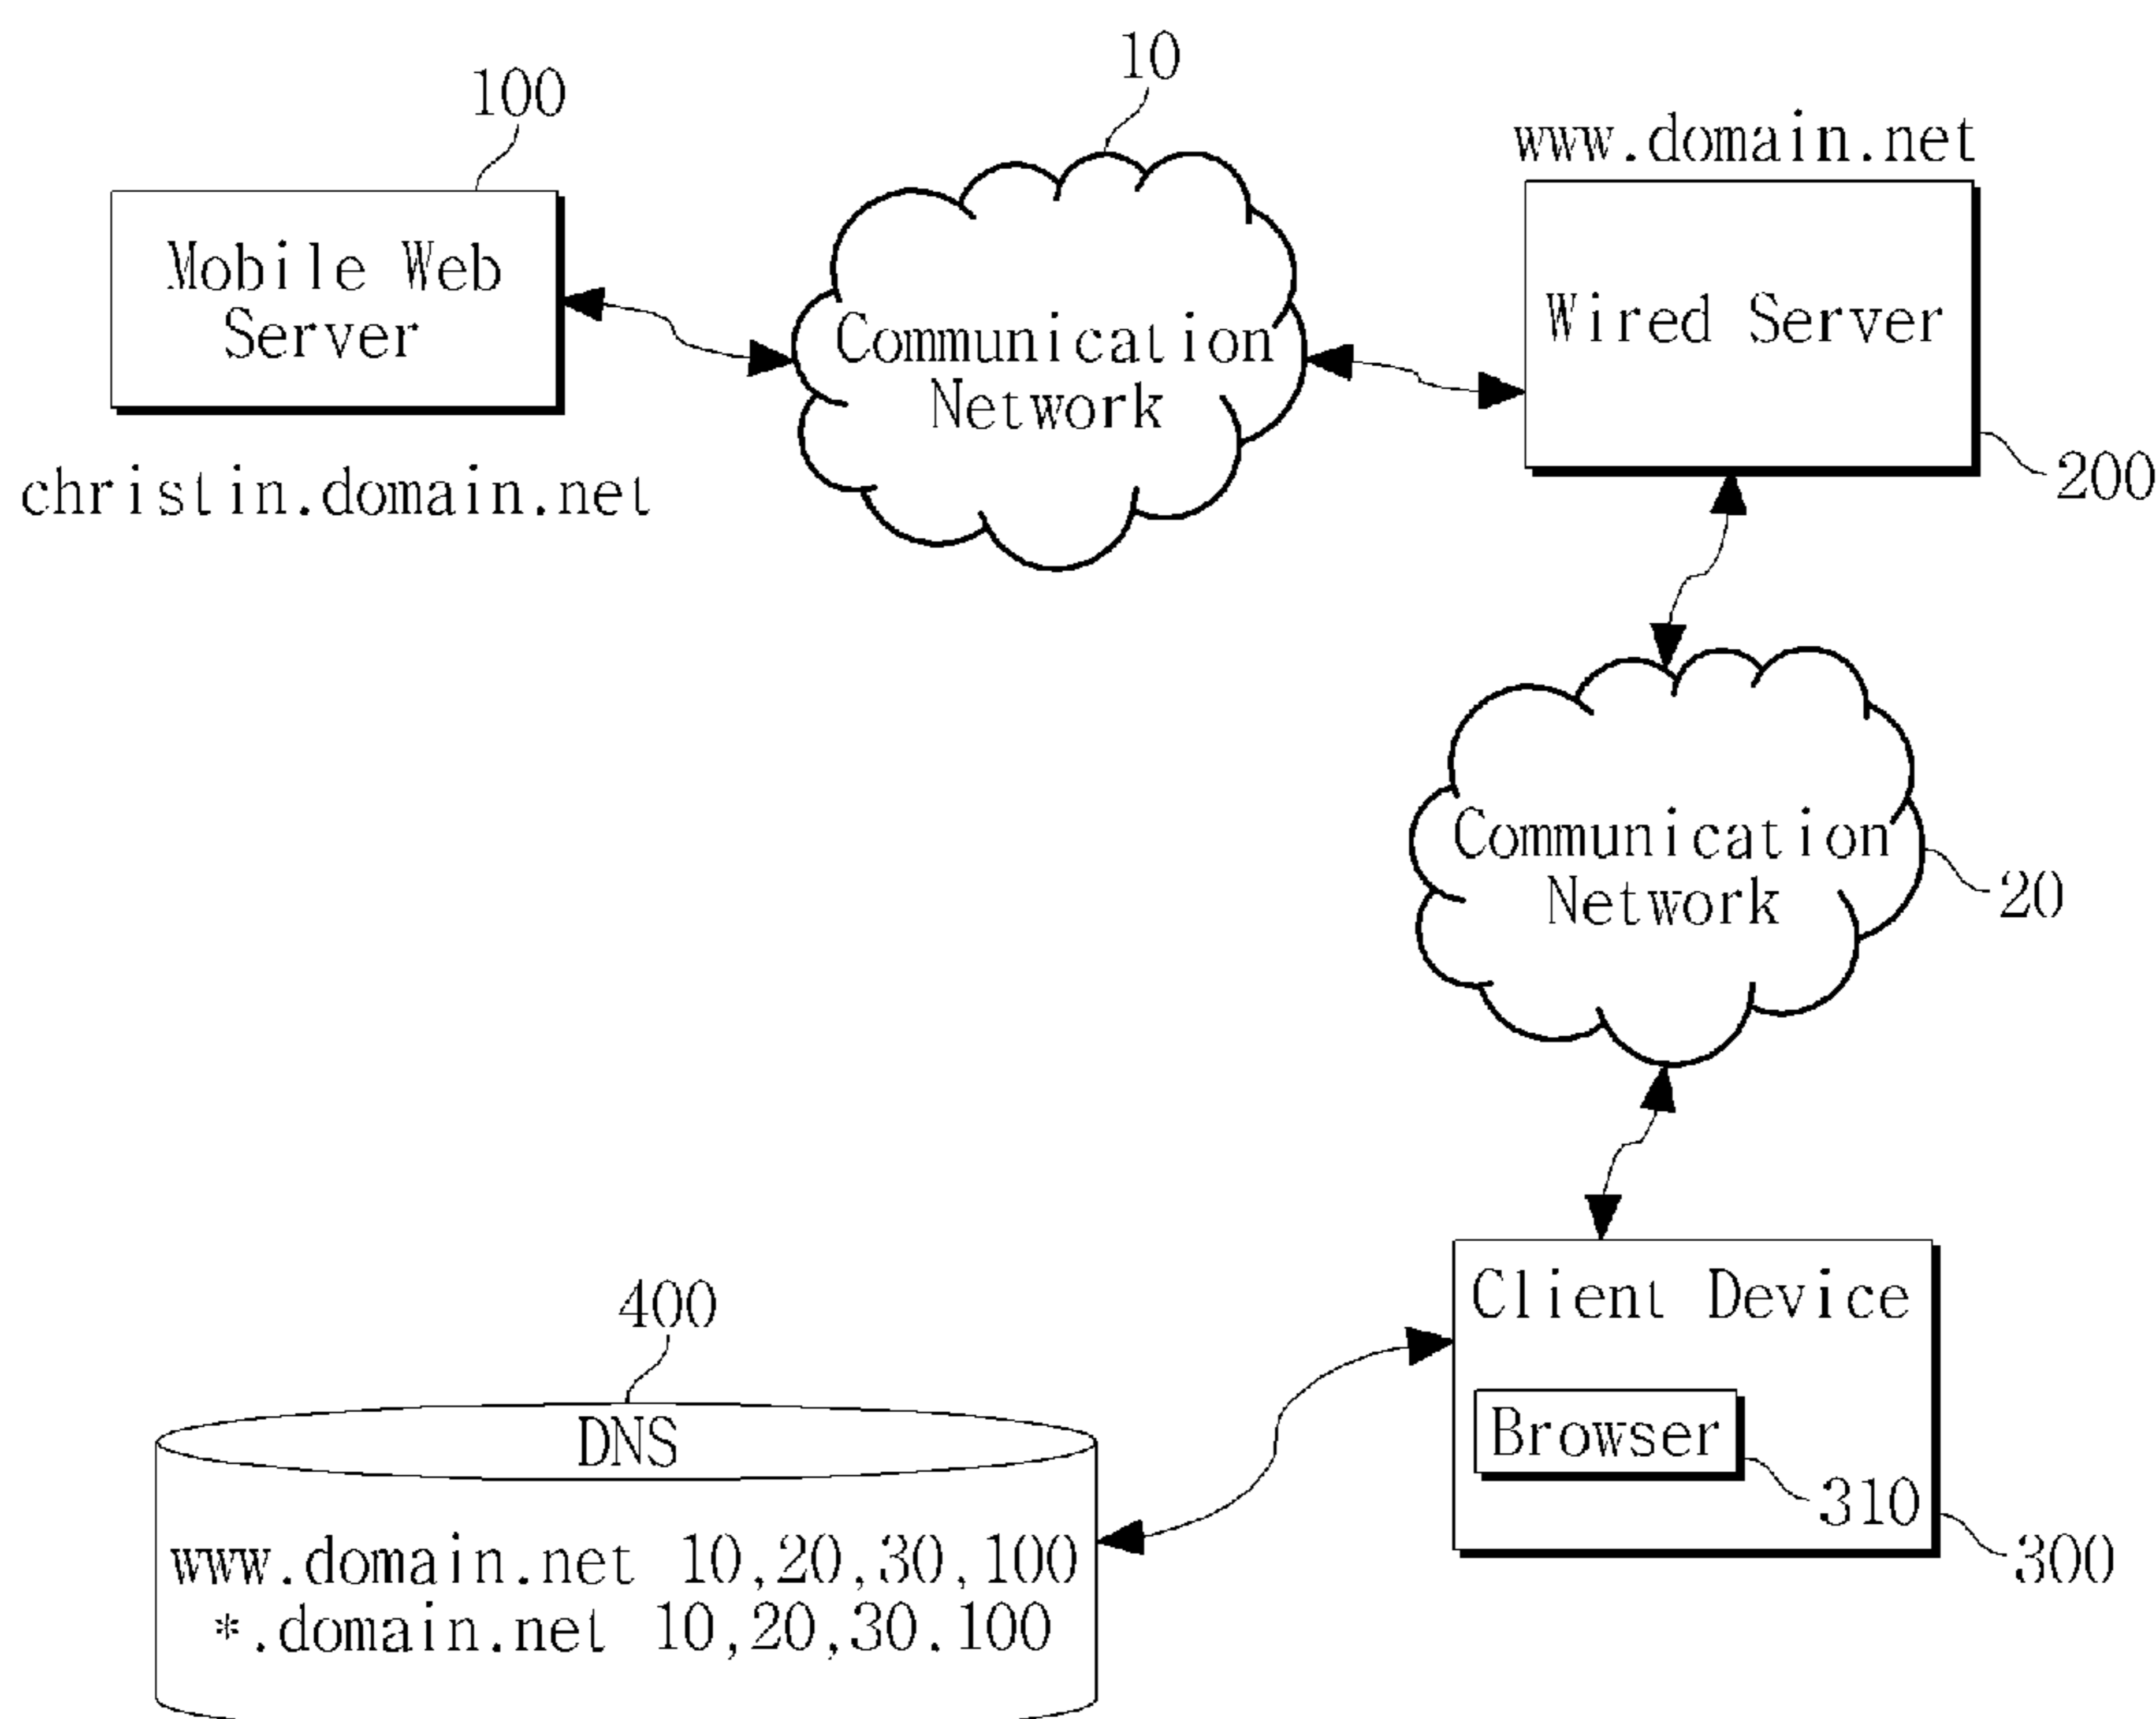 10
100
www.domain.net
Mobile Web
Server
Wired Server
Communication
Network
200
christin.domain.net
Communication
Network
20
400
Client Device
DNS
Browser
310
300
www.domain.net 10,20,30,100
*.domain.net 10,20,30.100